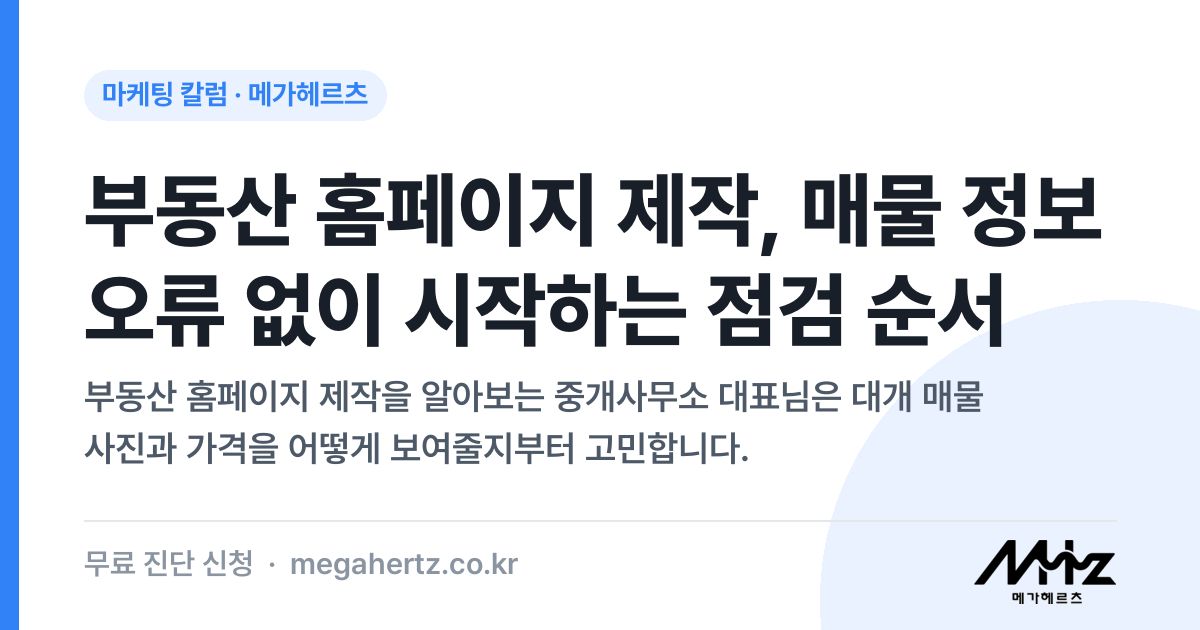 마케팅 칼럼 · 메가헤르츠
부동산 홈페이지 제작, 매물 정보
오류 없이 시작하는 점검 순서
부동산 홈페이지 제작을 알아보는 중개사무소 대표님은 대개 매물
사진과 가격을 어떻게 보여줄지부터 고민합니다.
무료 진단 신청 · megahertz.co.kr
MHz
메가헤르츠